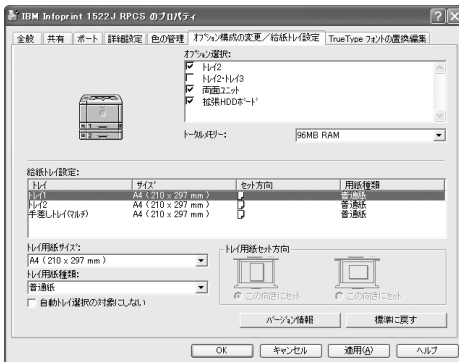 IBM Infoprint 1522J RPCS のプロパティ
全般 共有 ポート 詳細設定 色の管理 オプション構成の変更／給紙トレイ設定 TrueType フォントの置換編集
オプション選択:
トレイ2
トレイ2・トレイ3
両面ユニット
拡張HDDボード
トータルメモリー: 96MB RAM
給紙トレイ設定:
トレイ サイズ セット方向 用紙種類
トレイ1 A4 ( 210 x 297 mm ) 普通紙
トレイ2 A4 ( 210 x 297 mm ) 普通紙
手差しトレイ(マルチ) A4 ( 210 x 297 mm ) 普通紙
トレイ用紙サイズ:
A4 ( 210 x 297 mm )
トレイ用紙種類:
普通紙
自動トレイ選択の対象にしない
トレイ用紙セット方向
この向きにセット この向きにセット
バージョン情報 標準に戻す
OK キャンセル 適用(A) ヘルプ